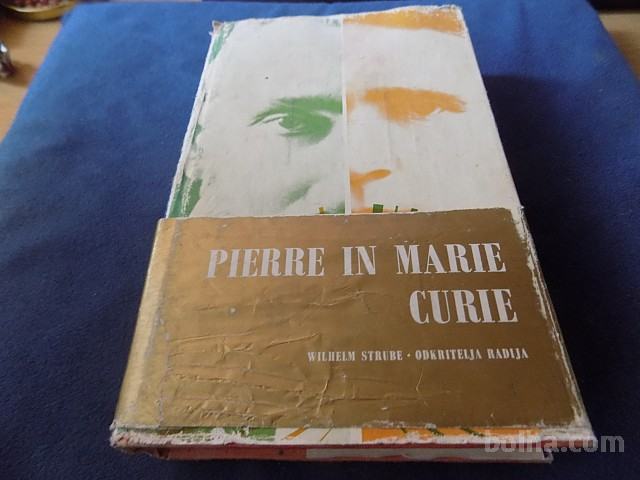 PIERRE IN MARIE
CURIE
WILHELM STRUBE · ODKRITELJA RADIJA
bolha.com